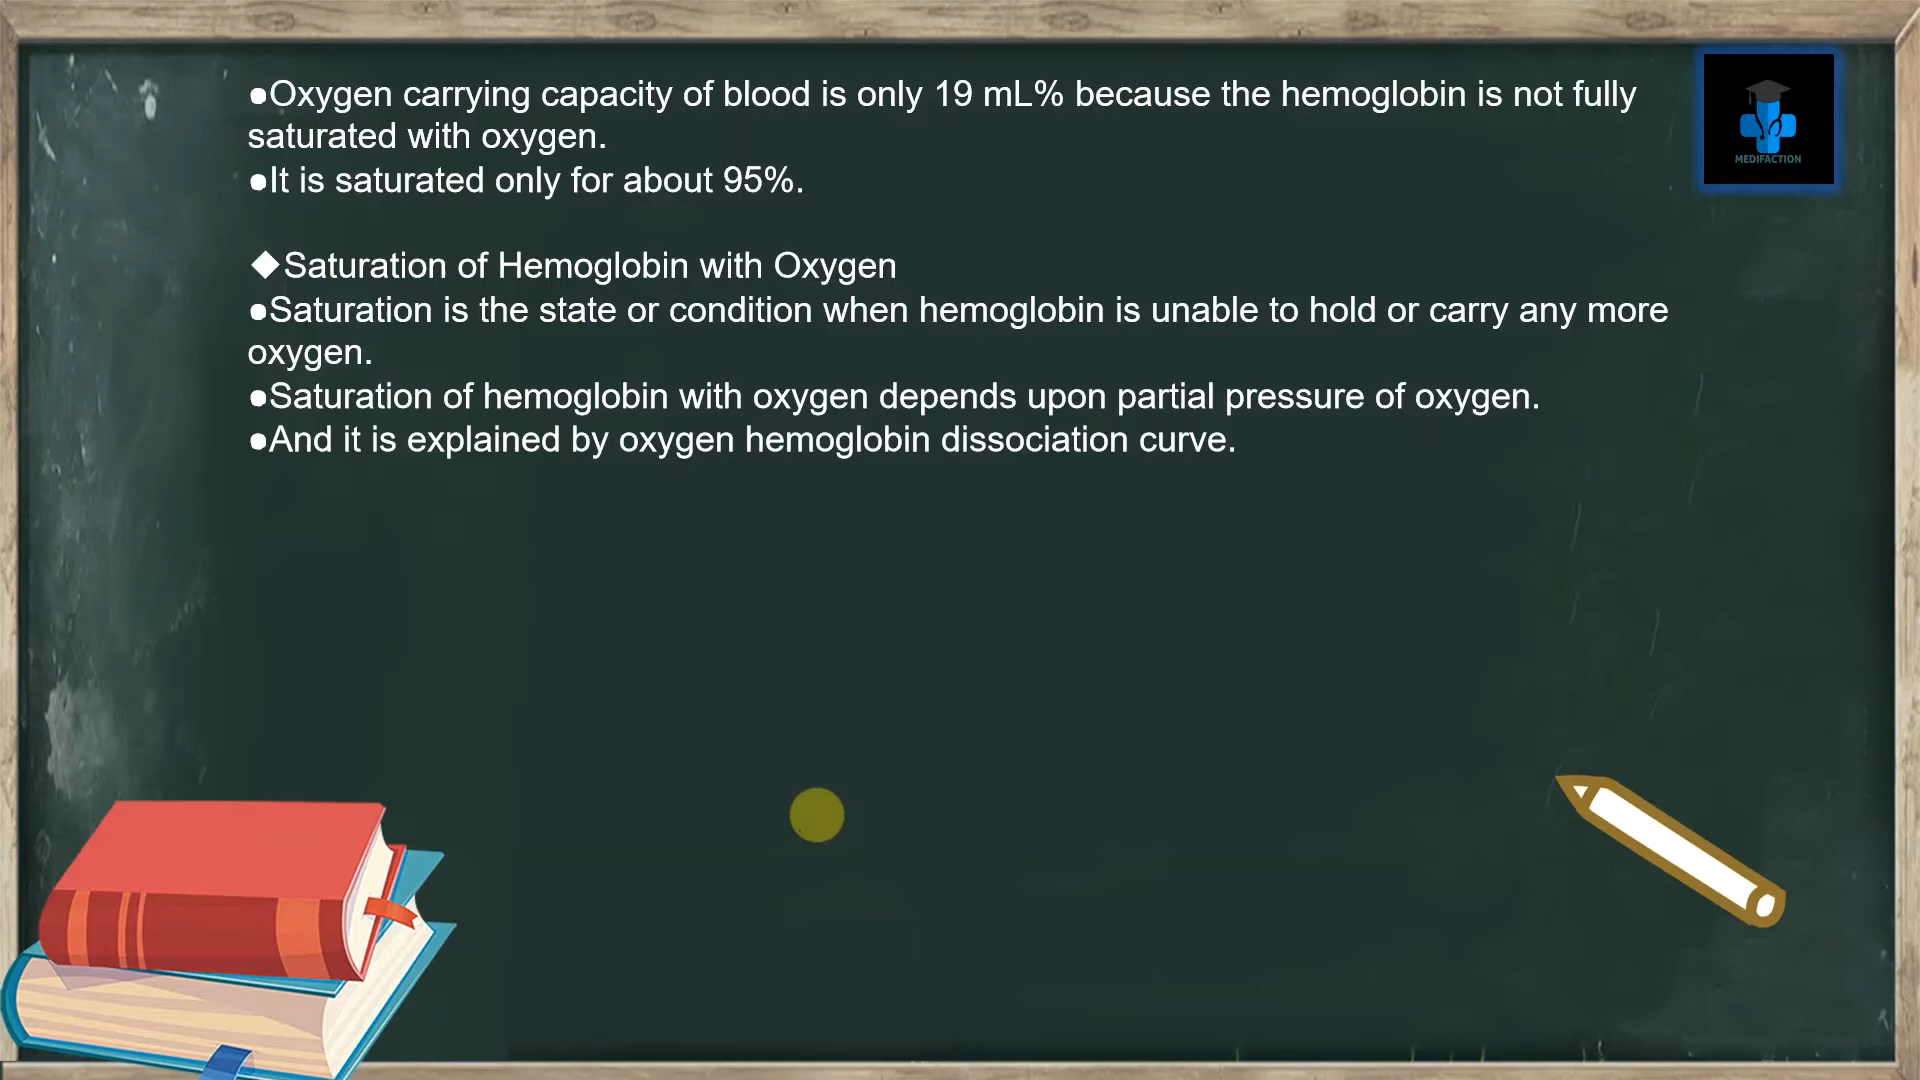 ●Oxygen carrying capacity of blood is only 19 mL% because the hemoglobin is not fully
saturated with oxygen.
●It is saturated only for about 95%.
◆Saturation of Hemoglobin with Oxygen
●Saturation is the state or condition when hemoglobin is unable to hold or carry any more
oxygen.
●Saturation of hemoglobin with oxygen depends upon partial pressure of oxygen.
●And it is explained by oxygen hemoglobin dissociation curve.
MEDIFACTION